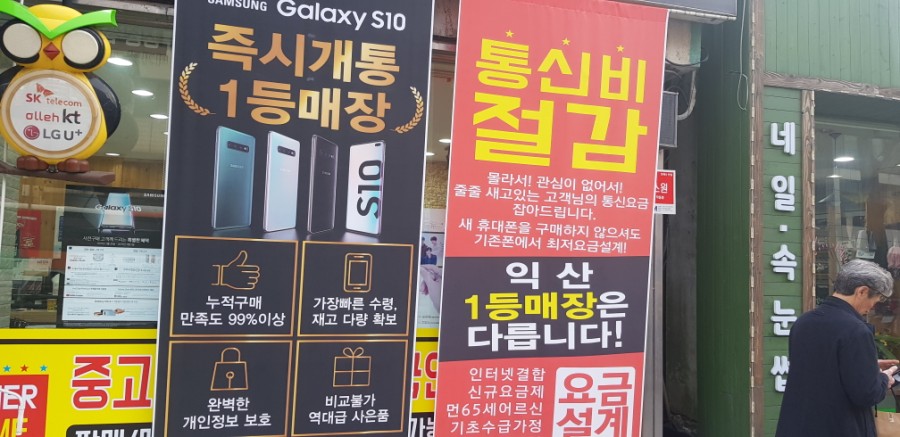 SAMSUNG Galaxy S10
즉시개통
1등매장
S10
누적구매
만족도 99%이상
가장빠른 수령,
재고 다량 확보
완벽한
개인정보 보호
비교불가
역대급 사은품
통신비
절감
몰라서! 관심이 없어서!
줄줄 새고있는 고객님의 통신요금
잡아드립니다.
새 휴대폰을 구매하지 않으셔도
기존폰에서 최저요금설계!
익산
1등매장은
다릅니다!
인터넷결합
신규요금제
먼65세어르신
기초수급가정
요금
설계
SK telecom
olleh kt
LG U+
SAMSUNG
Galaxy S10
중고
네일·속눈썹